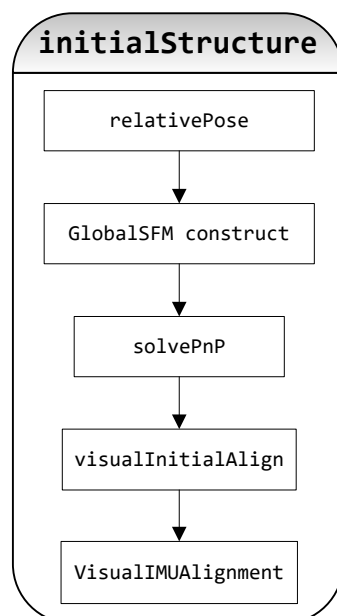 initialStructure
relativePose
GlobalSFM construct
solvePnP
visualInitialAlign
VisualIMUAlignment